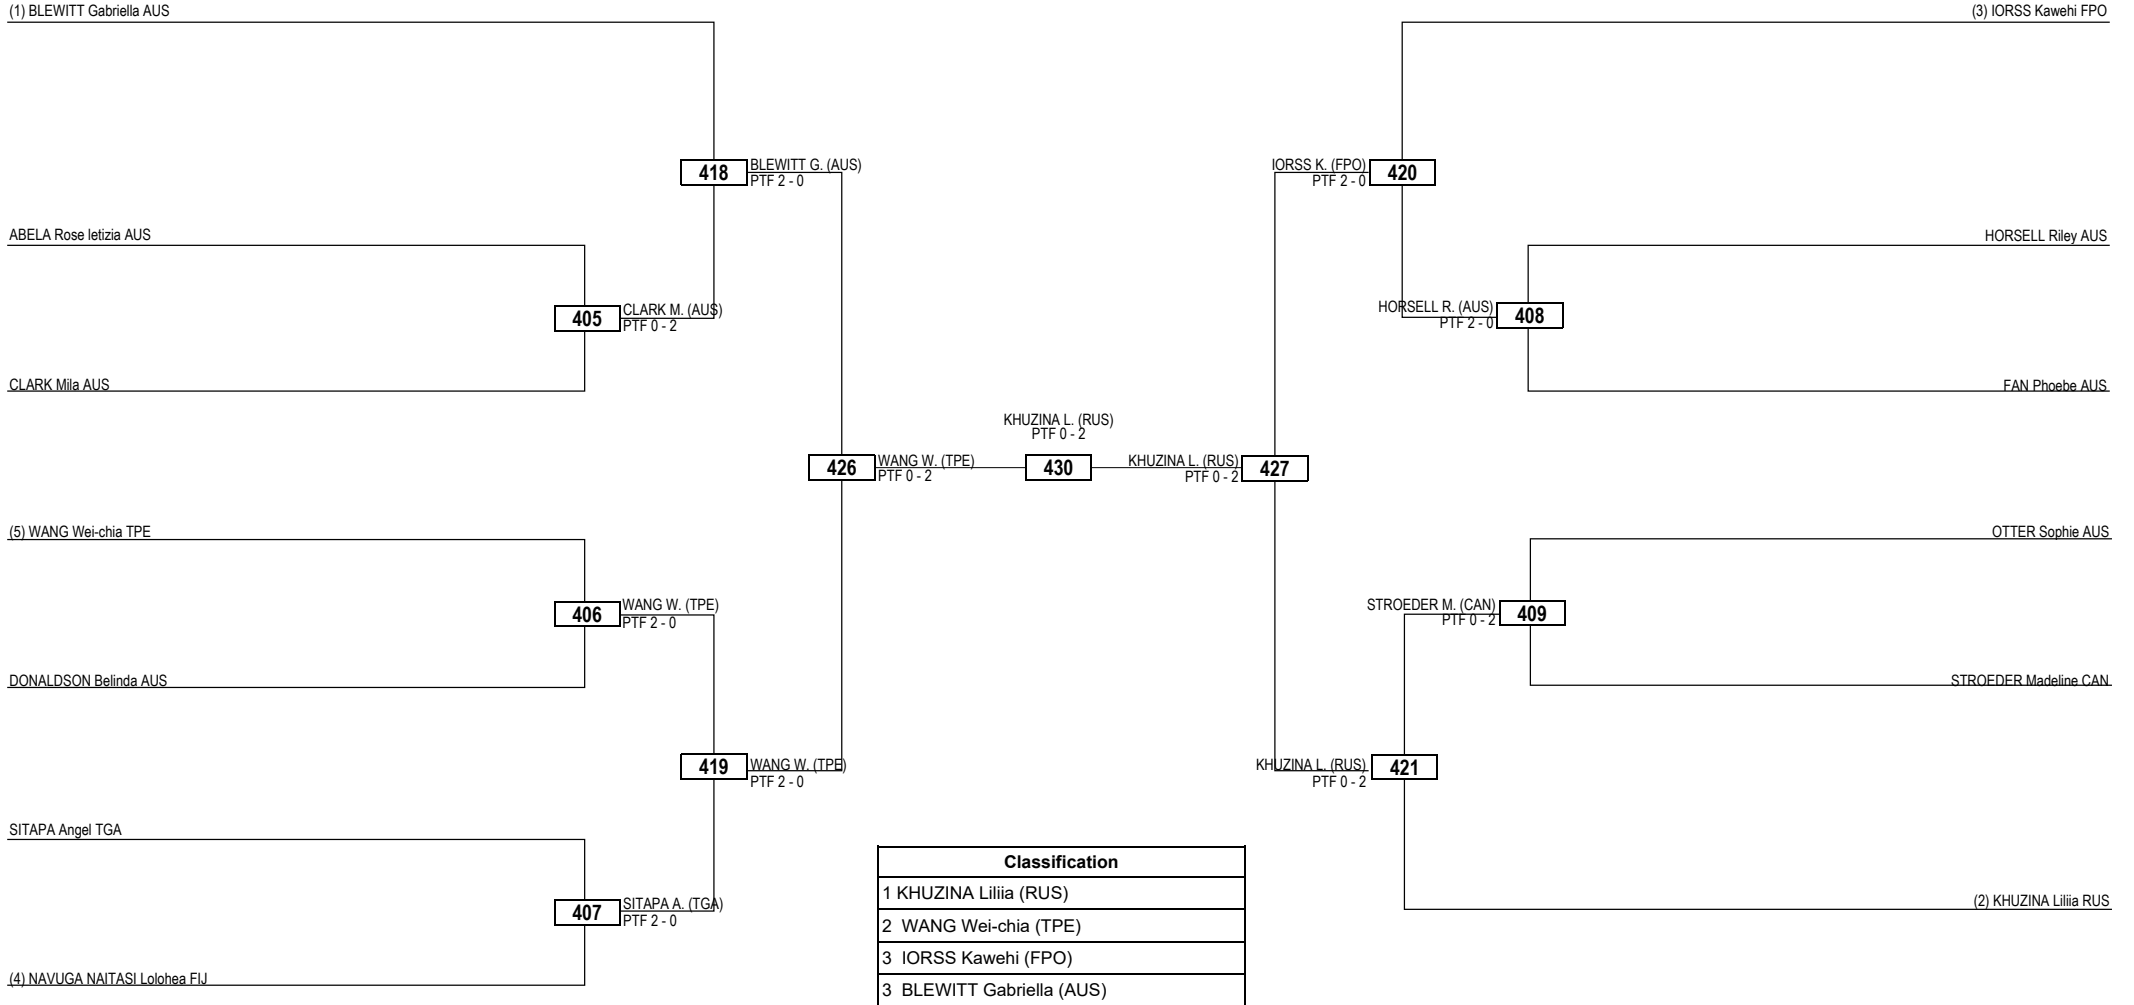 (1) BLEWITT Gabriella AUS
(3) IORSS Kawehi FPO
418
BLEWITT G. (AUS)
PTF 2 - 0
IORSS K. (FPO)
PTF 2 - 0
420
ABELA Rose letizia AUS
HORSELL Riley AUS
405
CLARK M. (AUS)
PTF 0 - 2
HORSELL R. (AUS)
PTF 2 - 0
408
CLARK Mila AUS
FAN Phoebe AUS
KHUZINA L. (RUS)
PTF 0 - 2
426
WANG W. (TPE)
PTF 0 - 2
430
KHUZINA L. (RUS)
PTF 0 - 2
427
(5) WANG Wei-chia TPE
OTTER Sophie AUS
406
WANG W. (TPE)
PTF 2 - 0
STROEDER M. (CAN)
PTF 0 - 2
409
DONALDSON Belinda AUS
STROEDER Madeline CAN
419
WANG W. (TPE)
PTF 2 - 0
KHUZINA L. (RUS)
PTF 0 - 2
421
SITAPA Angel TGA
407
SITAPA A. (TGA)
PTF 2 - 0
(2) KHUZINA Liliia RUS
(4) NAVUGA NAITASI Lolohea FIJ
Classification
1 KHUZINA Liliia (RUS)
2 WANG Wei-chia (TPE)
3 IORSS Kawehi (FPO)
3 BLEWITT Gabriella (AUS)